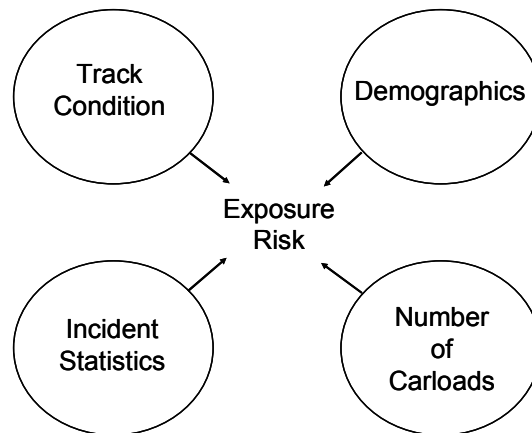 Track
Condition
Demographics
Exposure
Risk
Incident
Statistics
Number
of
Carloads